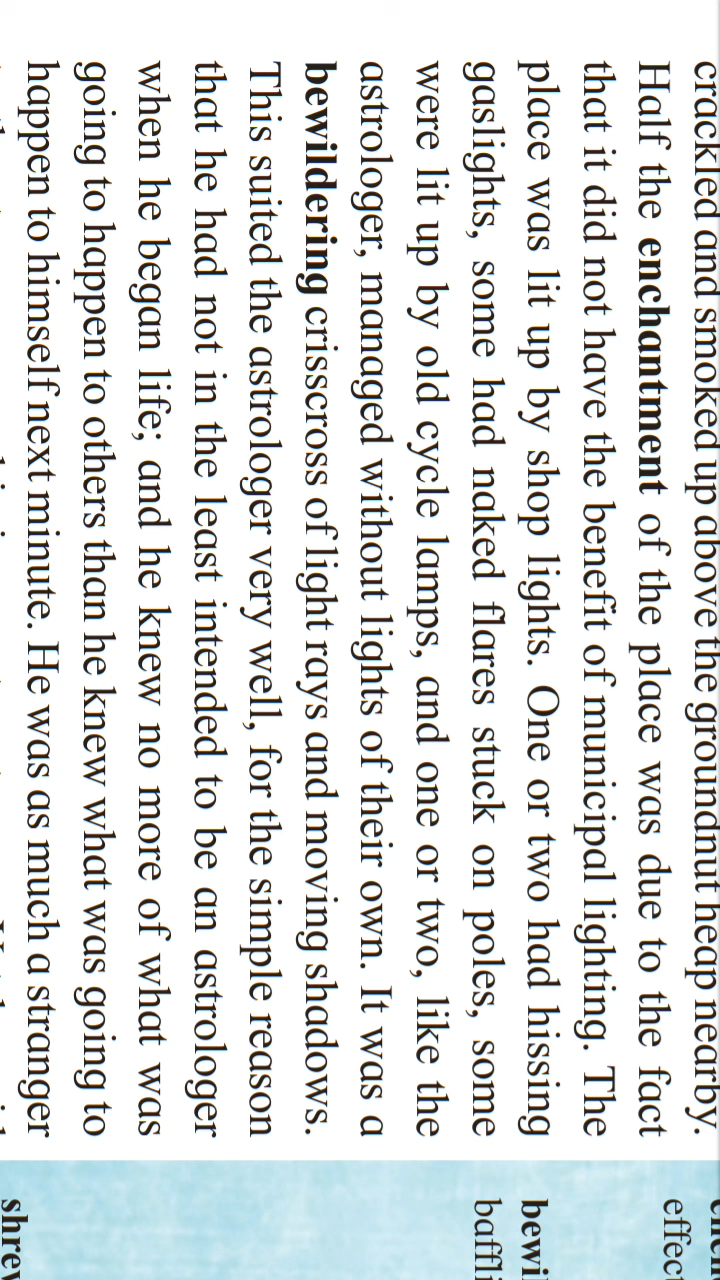 crackled and smoked up above the groundnut heap nearby.
Half the enchantment of the place was due to the fact
that it did not have the benefit of municipal lighting. The
place was lit up by shop lights. One or two had hissing
gaslights, some had naked flares stuck on poles, some
were lit up by old cycle lamps, and one or two, like the
astrologer, managed without lights of their own. It was a
bewildering crisscross of light rays and moving shadows.
This suited the astrologer very well, for the simple reason
that he had not in the least intended to be an astrologer
when he began life; and he knew no more of what was
going to happen to others than he knew what was going to
happen to himself next minute. He was as much a stranger
effec
bewi
baffli
shrew